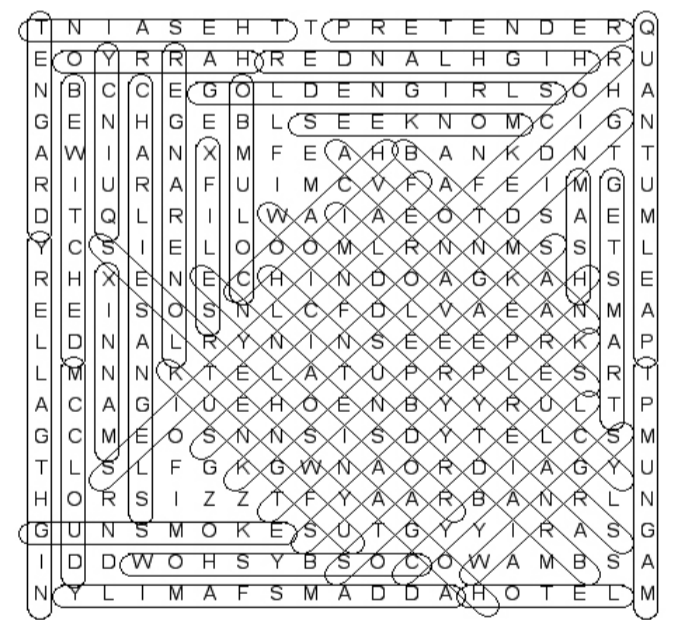 T N I A S E H T T P R E T E N D E R Q
E O Y R R A H R E D N A L H G I H R U
N B C C E G O L D E N G I R L S O H A
G E N H G E B L S E E K N O M C I G N
A W I A N X M F E A H B A N K D N T T
R I U R A F U I M C V F A F E I M G U
D T Q L R I L W A I A E O T D S A E M
Y C S I E L O O O M L R N N M S S T L
R H X E N E C H I N D O A G K A H S E
E E I S O S N L C F D L V A E A N M A
L D N A L R Y N I N S E E E P R K A P
L M N N K T E L A T U P R P L E S R T
A C A G I U E H O E N B Y Y R U L T P
G C M E O S N N S I S D Y T E L C S M
T L S L F G K G W N A O R D I A G Y U
H O R S I Z Z T F Y A A R B A N R L N
G U N S M O K E S U T G Y Y I R A S G
I D D W O H S Y B S O C O W A M B S A
N Y L I M A F S M A D D A H O T E L M